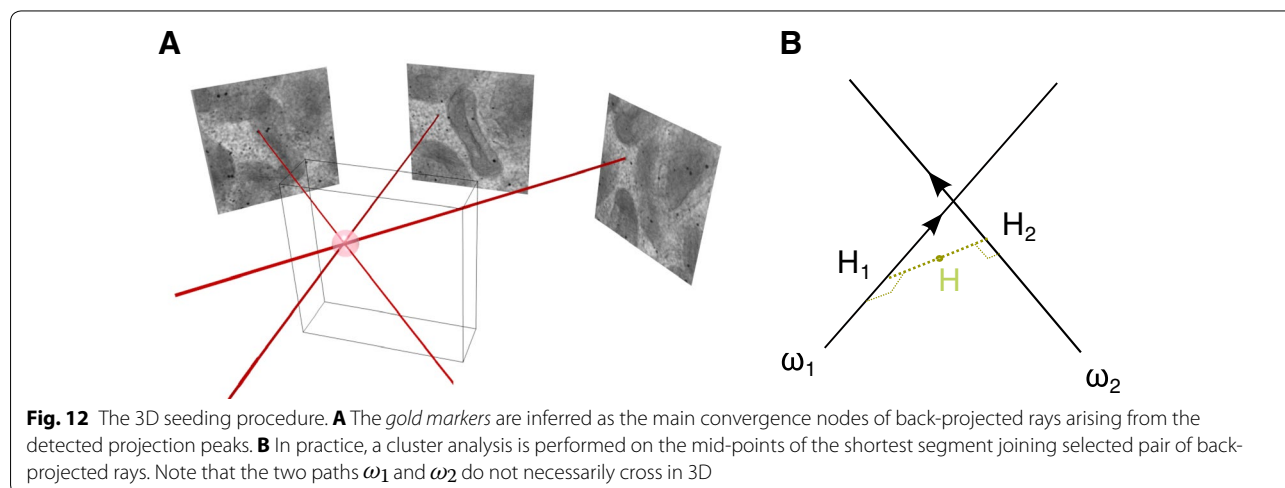 A
B
H₁
H₂
H
ω₁
ω₂
Fig. 12 The 3D seeding procedure. A The gold markers are inferred as the main convergence nodes of back-projected rays arising from the
detected projection peaks. B In practice, a cluster analysis is performed on the mid-points of the shortest segment joining selected pair of back-
projected rays. Note that the two paths ω₁ and ω₂ do not necessarily cross in 3D